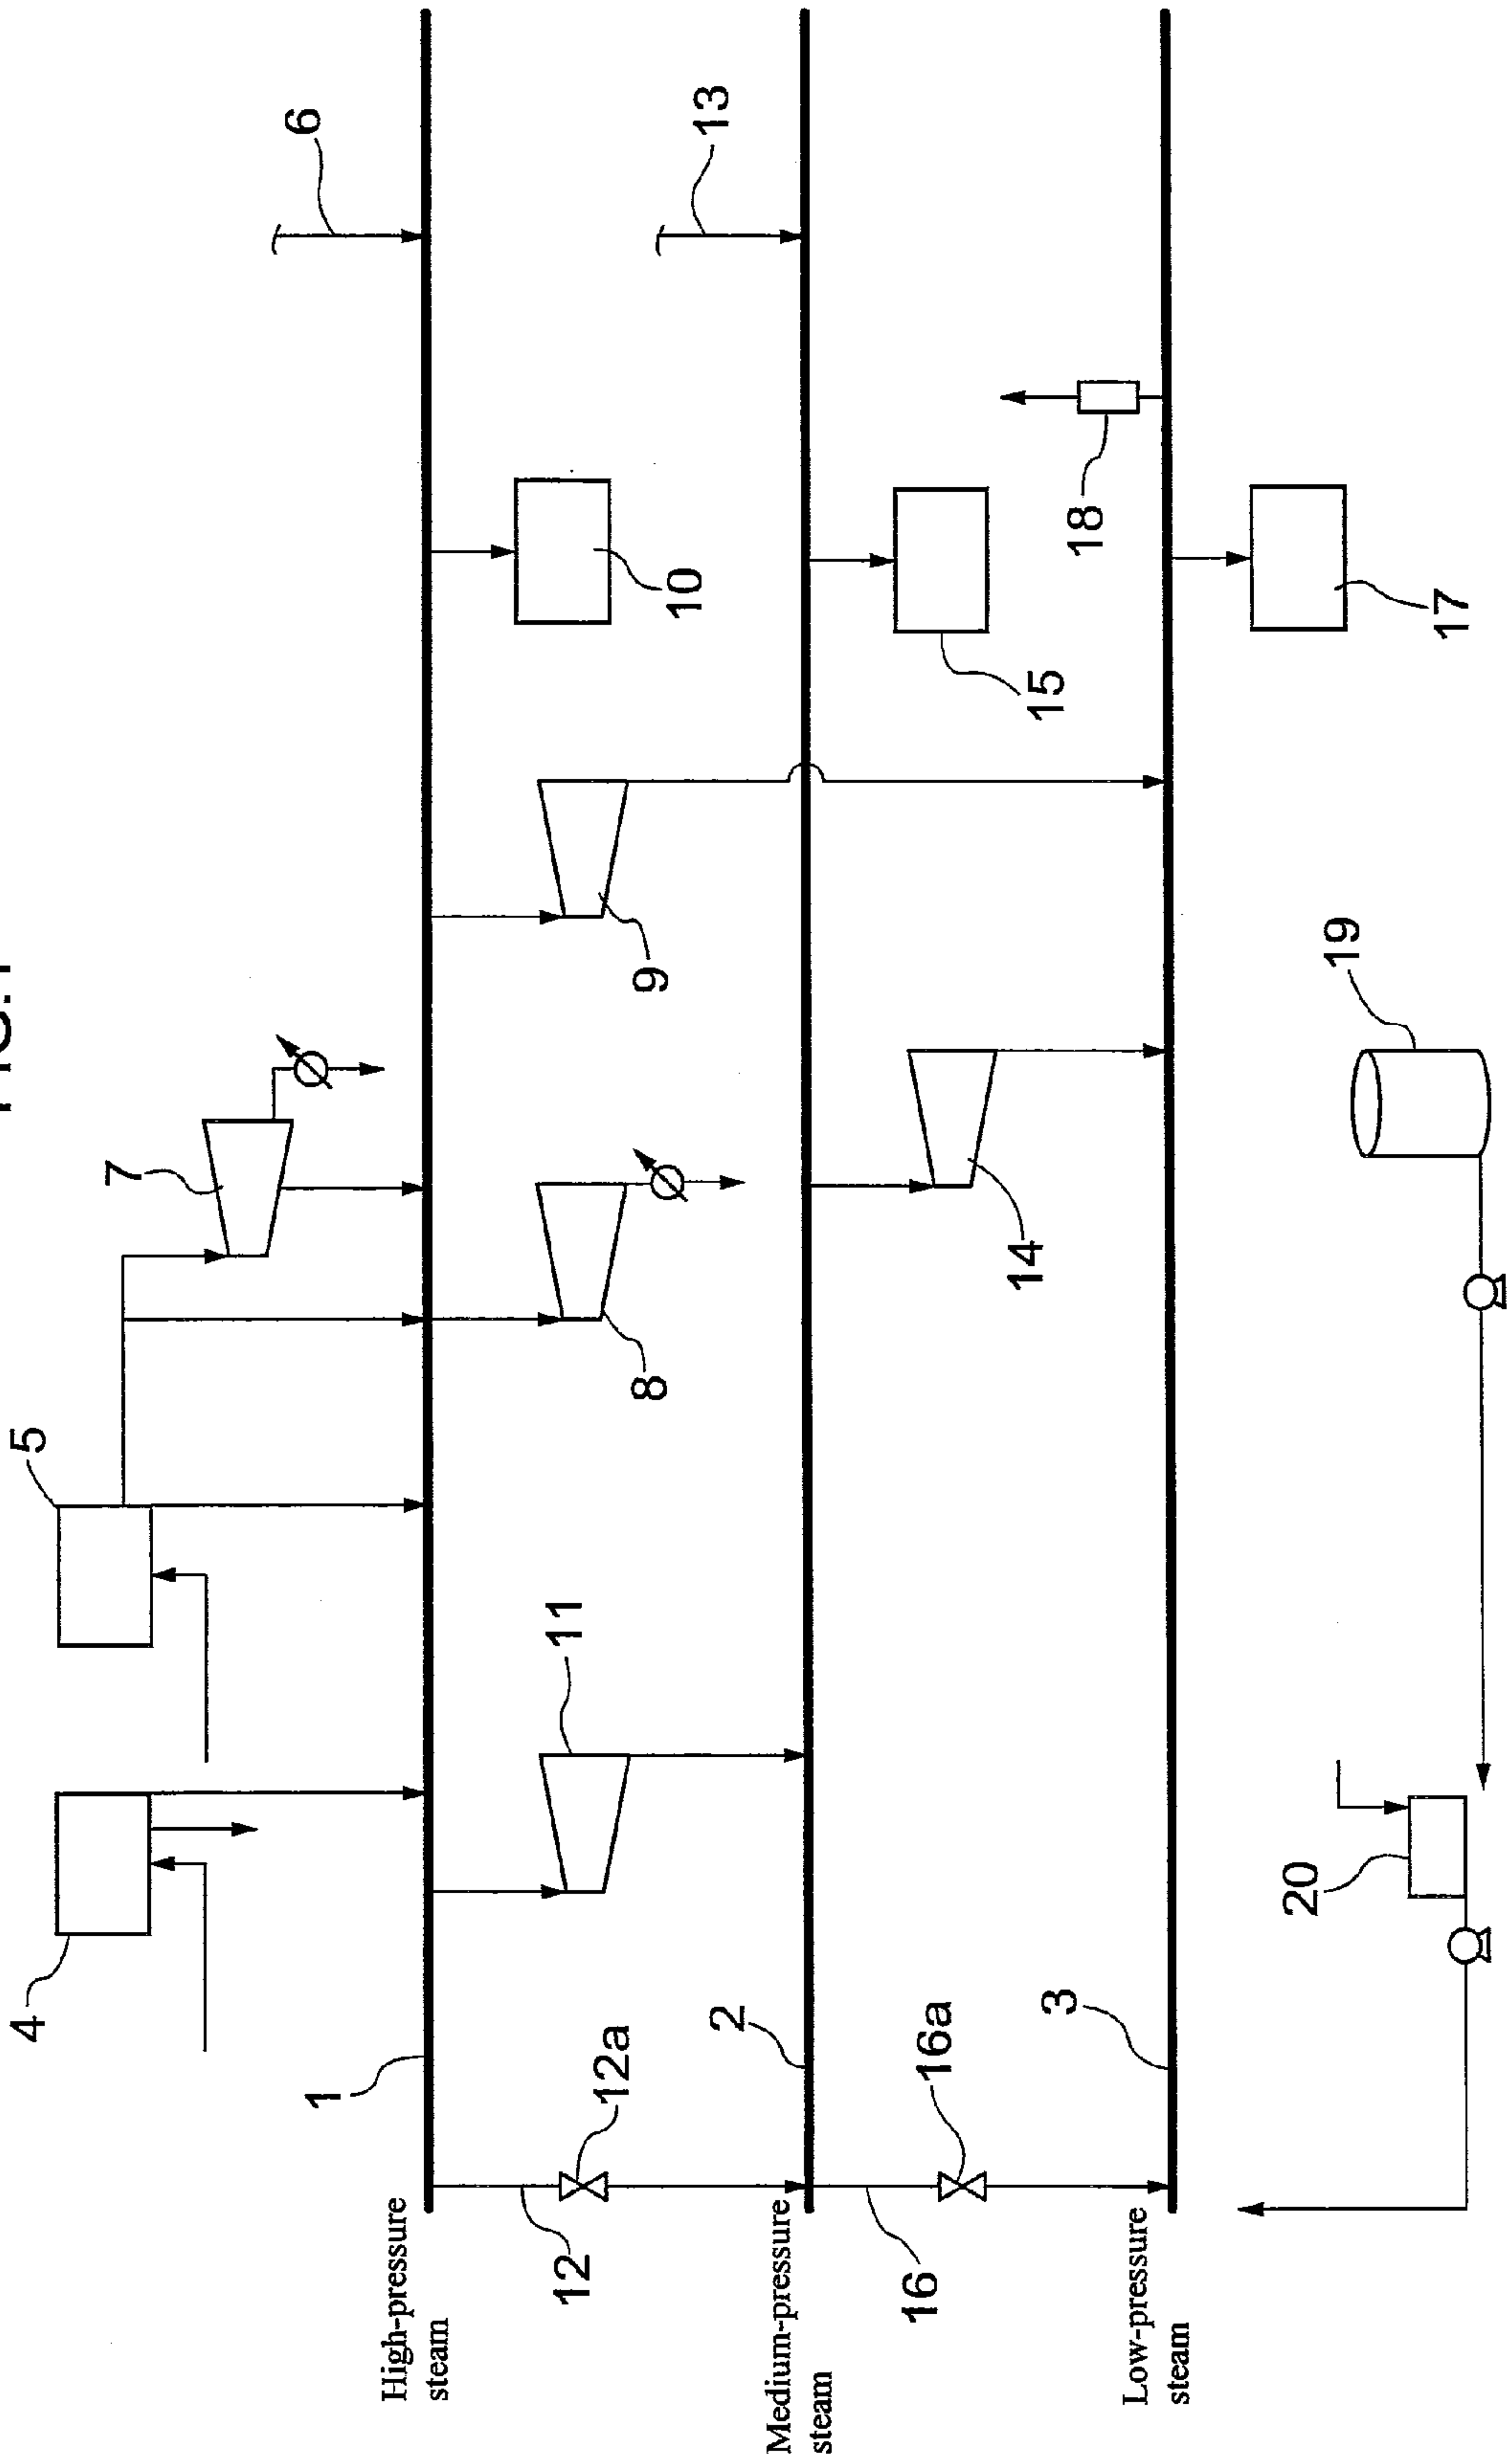 FIG.1
4
5
7
6
1
High-pressure
steam
12
12a
11
8
9
10
13
2
Medium-pressure
steam
16
16a
14
15
18
3
Low-pressure
steam
20
19
17